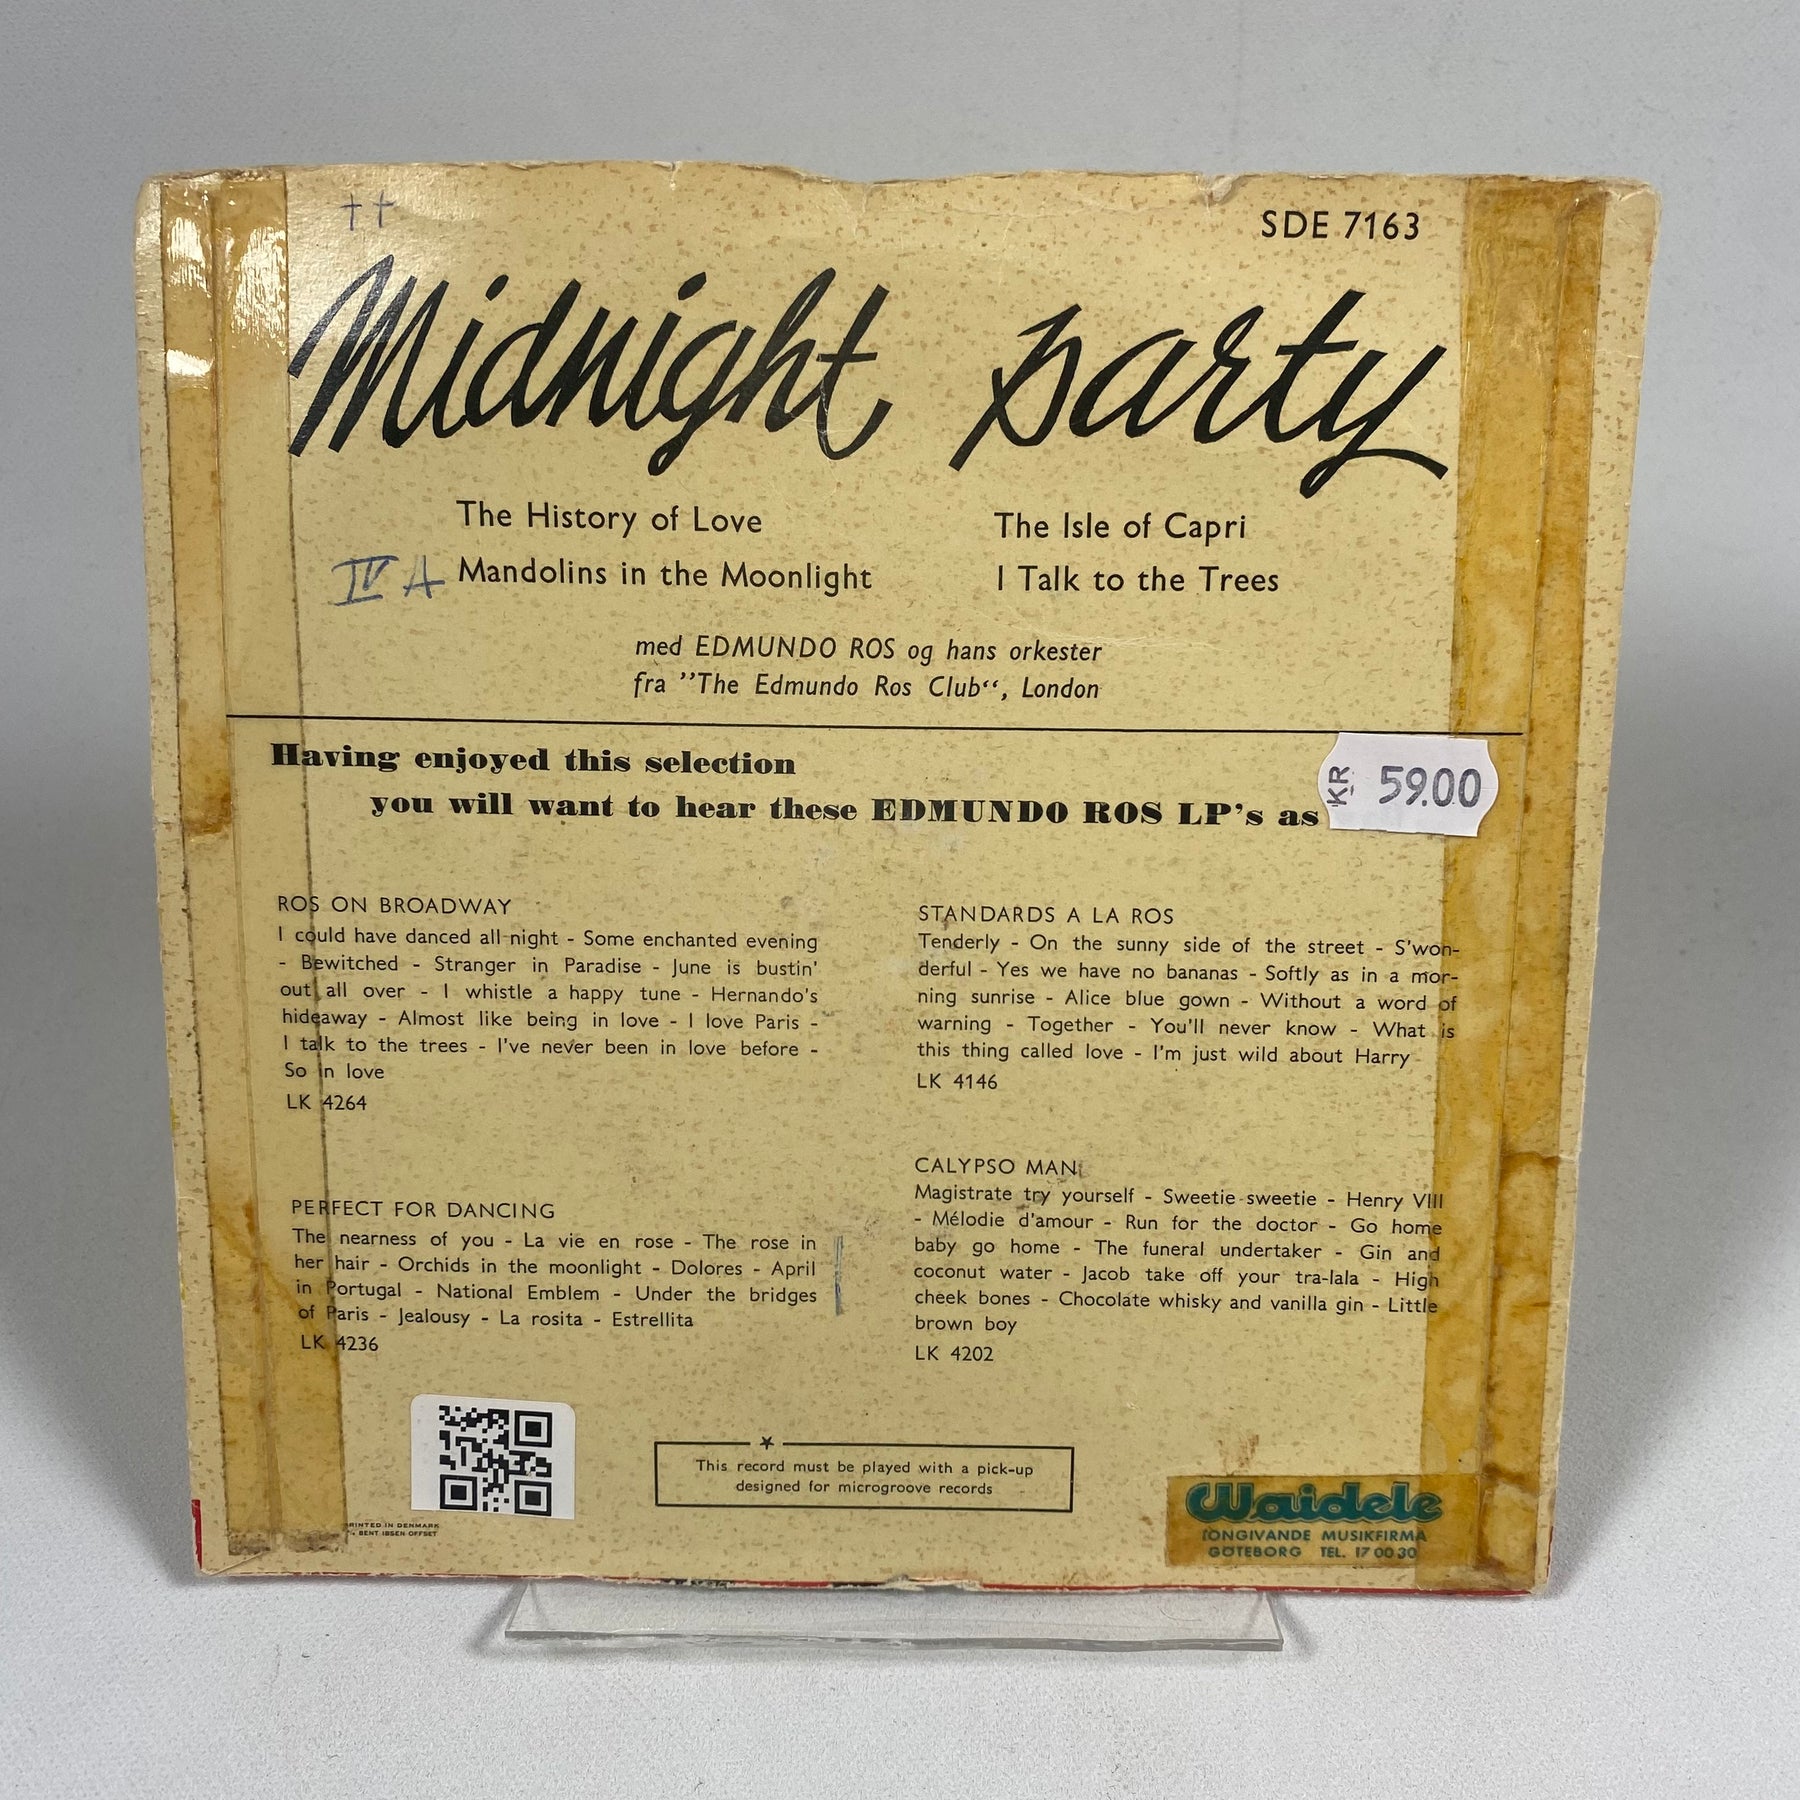 ††
SDE 7163
Midnight party
The History of Love
IV A Mandolins in the Moonlight
The Isle of Capri
I Talk to the Trees
med EDMUNDO ROS og hans orkester
fra ”The Edmundo Ros Club“, London
Having enjoyed this selection
you will want to hear these EDMUNDO ROS LP's as
KR 59.00
ROS ON BROADWAY
I could have danced all night - Some enchanted evening
- Bewitched - Stranger in Paradise - June is bustin'
out all over - I whistle a happy tune - Hernando's
hideaway - Almost like being in love - I love Paris -
I talk to the trees - I've never been in love before -
So in love
LK 4264
STANDARDS A LA ROS
Tenderly - On the sunny side of the street - S'won-
derful - Yes we have no bananas - Softly as in a mor-
ning sunrise - Alice blue gown - Without a word of
warning - Together - You'll never know - What is
this thing called love - I'm just wild about Harry
LK 4146
PERFECT FOR DANCING
The nearness of you - La vie en rose - The rose in
her hair - Orchids in the moonlight - Dolores - April
in Portugal - National Emblem - Under the bridges
of Paris - Jealousy - La rosita - Estrellita
LK 4236
CALYPSO MAN
Magistrate try yourself - Sweetie sweetie - Henry VIII
- Mélodie d'amour - Run for the doctor - Go home
baby go home - The funeral undertaker - Gin and
coconut water - Jacob take off your tra-lala - High
cheek bones - Chocolate whisky and vanilla gin - Little
brown boy
LK 4202
This record must be played with a pick-up
designed for microgroove records
PRINTED IN DENMARK
BENT IBSEN OFFSET
Waidele
TONGIVANDE MUSIKFIRMA
GÖTEBORG TEL. 17 00 30